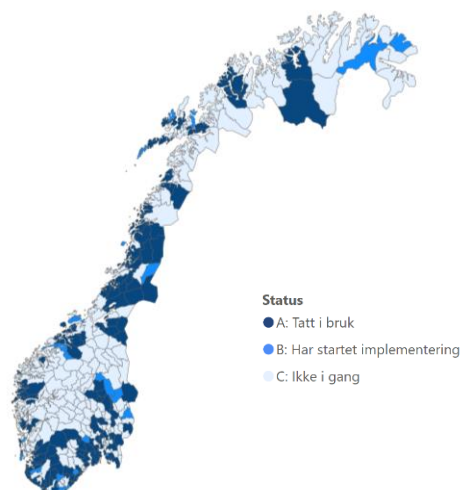 Status
A: Tatt i bruk
B: Har startet implementering
C: Ikke i gang